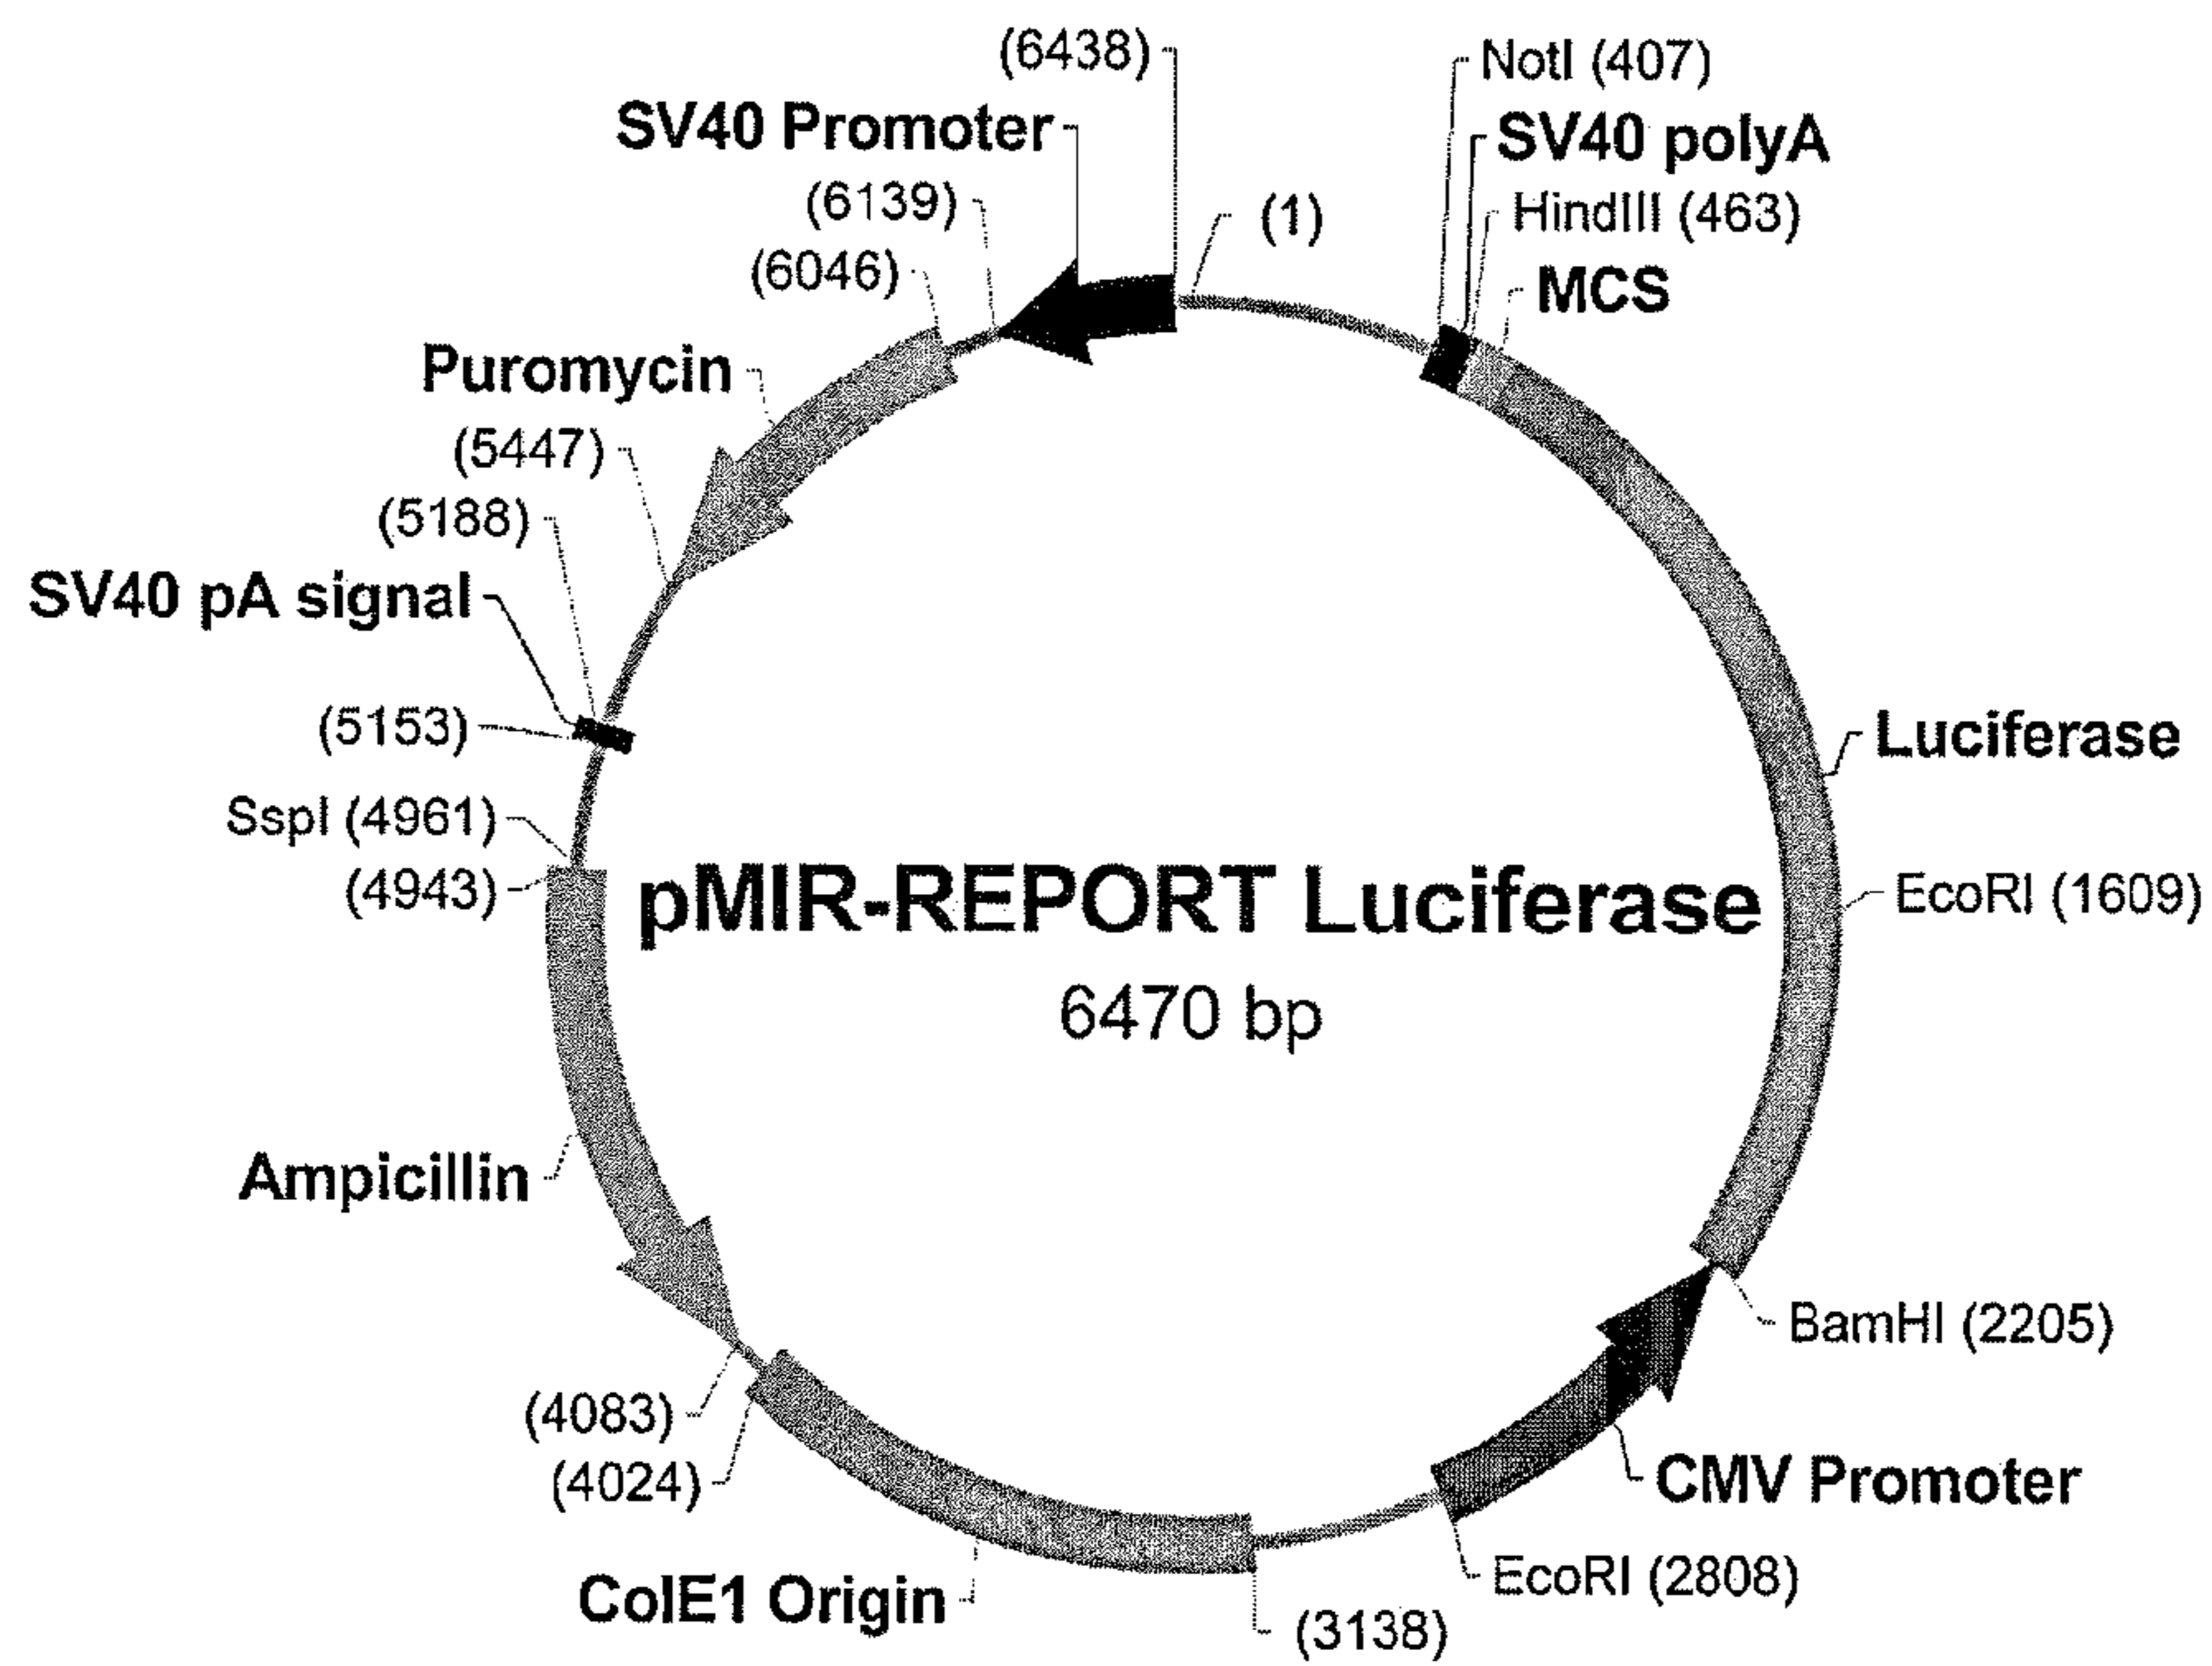 (6438)
NotI (407)
SV40 Promoter
SV40 polyA
(6139)
(1)
HindIII (463)
(6046)
MCS
Puromycin
(5447)
(5188)
SV40 pA signal
(5153)
Luciferase
SspI (4961)
(4943)
pMIR-REPORT Luciferase
EcoRI (1609)
6470 bp
Ampicillin
BamHI (2205)
(4083)
(4024)
CMV Promoter
ColE1 Origin
EcoRI (2808)
(3138)